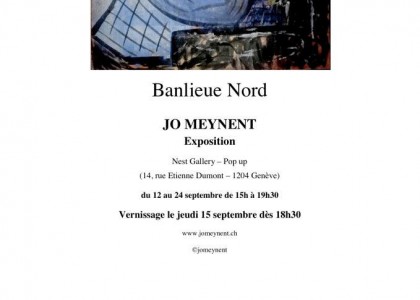 Banlieue Nord
JO MEYNENT
Exposition
Nest Gallery – Pop up
(14, rue Etienne Dumont – 1204 Genève)
du 12 au 24 septembre de 15h à 19h30
Vernissage le jeudi 15 septembre dès 18h30
www.jomeynent.ch
©jomeynent